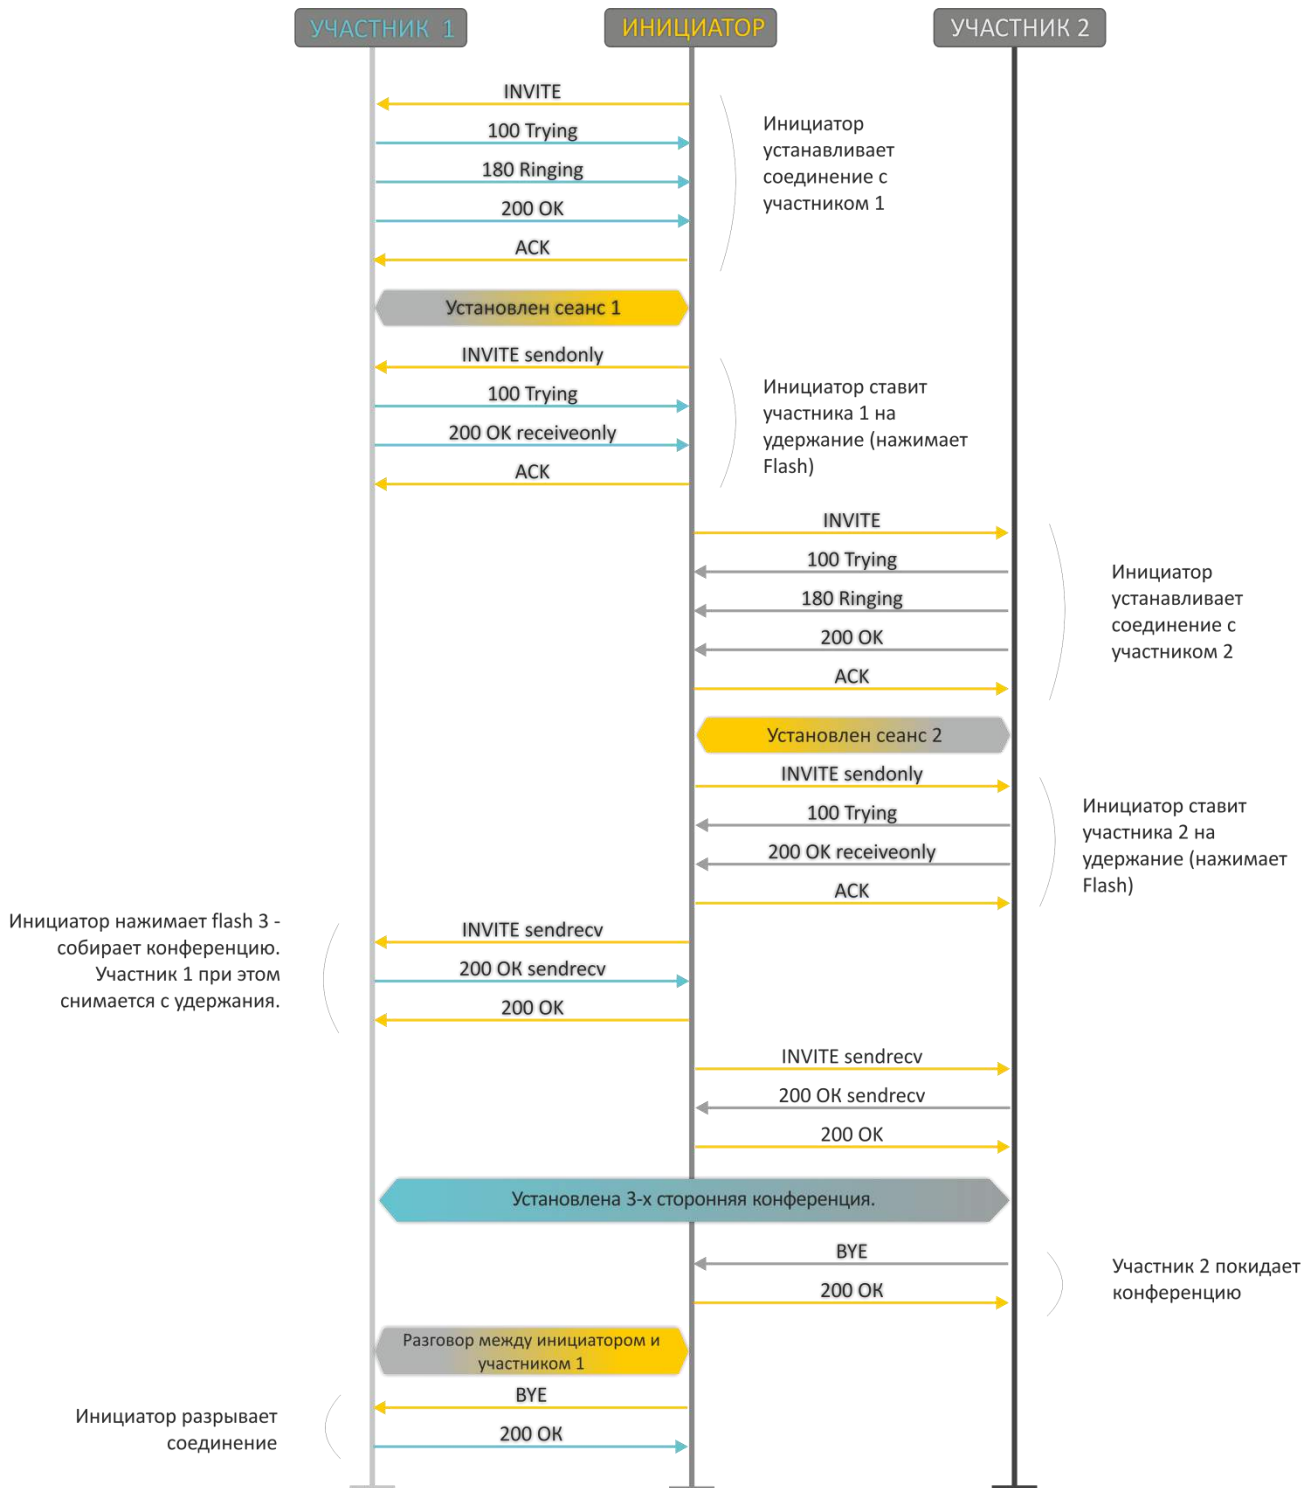 УЧАСТНИК 1
ИНИЦИАТОР
УЧАСТНИК 2
INVITE
100 Trying
180 Ringing
200 OK
ACK
Инициатор
устанавливает
соединение с
участником 1
Установлен сеанс 1
INVITE sendonly
100 Trying
200 OK receiveonly
ACK
Инициатор ставит
участника 1 на
удержание (нажимает
Flash)
INVITE
100 Trying
180 Ringing
200 OK
ACK
Инициатор
устанавливает
соединение с
участником 2
Установлен сеанс 2
INVITE sendonly
100 Trying
200 OK receiveonly
ACK
Инициатор ставит
участника 2 на
удержание (нажимает
Flash)
Инициатор нажимает flash 3 -
собирает конференцию.
Участник 1 при этом
снимается с удержания.
INVITE sendrecv
200 OK sendrecv
200 OK
INVITE sendrecv
200 OK sendrecv
200 OK
Установлена 3-х сторонняя конференция.
BYE
200 OK
Участник 2 покидает
конференцию
Разговор между инициатором и
участником 1
BYE
200 OK
Инициатор разрывает
соединение